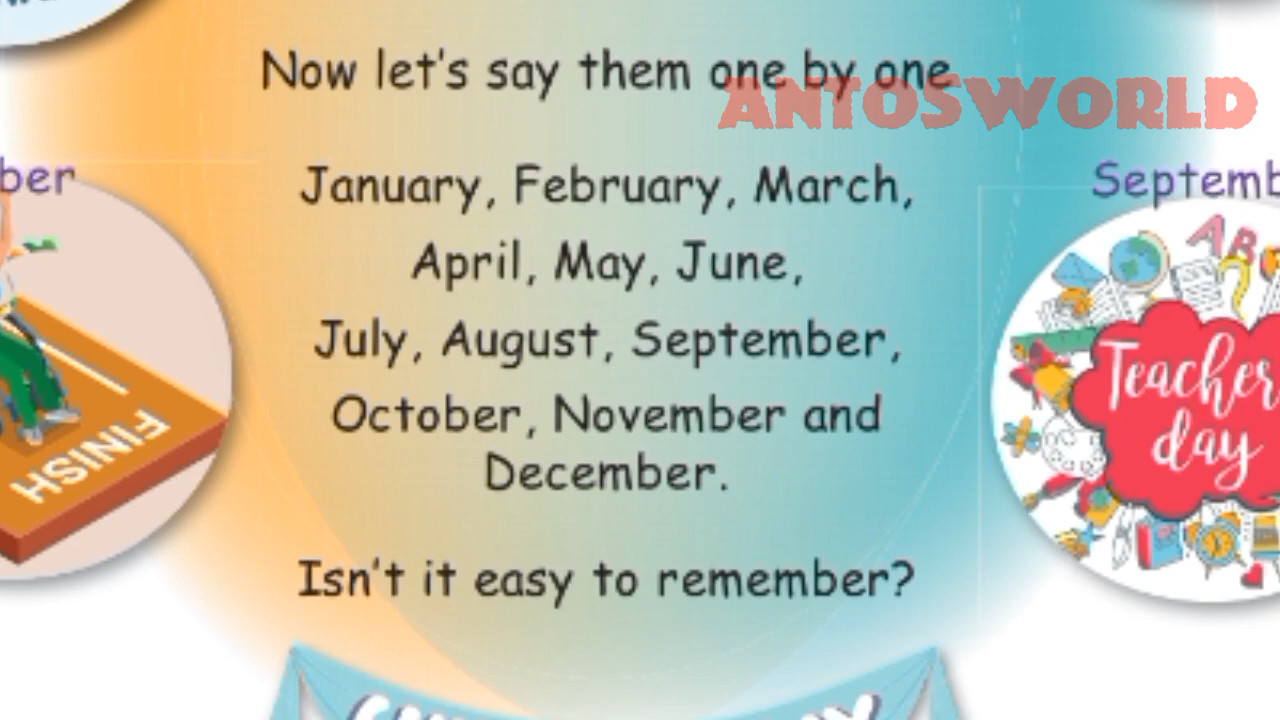 Now let's say them one by one
ANTOSWORLD
January, February, March,
April, May, June,
July, August, September,
October, November and
December.
Isn't it easy to remember?
ber
FINISH
Septemb
A B
?
Teacher
day